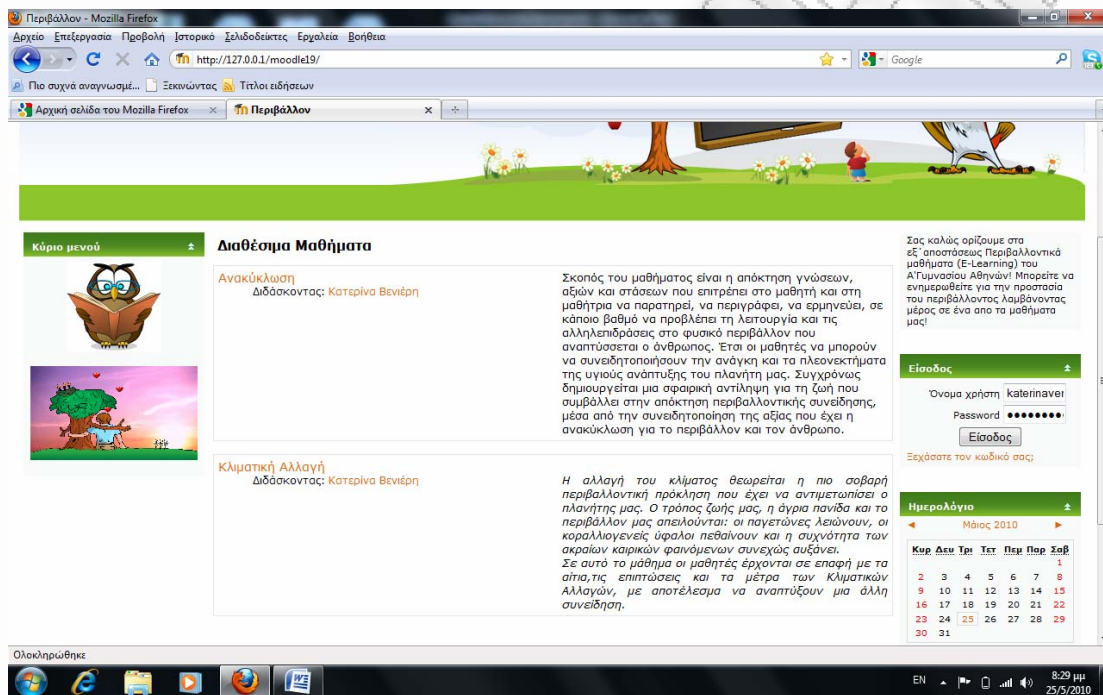 Περιβάλλον - Mozilla Firefox
Αρχείο Επεξεργασία Προβολή Ιστορικό Σελιδοδείκτες Εργαλεία Βοήθεια
http://127.0.0.1/moodle19/
Google
Πιο συχνά αναγνωσμέ... Ξεκινώντας Τίτλοι ειδήσεων
Αρχική σελίδα του Mozilla Firefox
Περιβάλλον
Κύριο μενού
Διαθέσιμα Μαθήματα
Ανακύκλωση
Διδάσκοντας: Κατερίνα Βενιέρη
Σκοπός του μαθήματος είναι η απόκτηση γνώσεων,
αξιών και στάσεων που επιτρέπει στο μαθητή και στη
μαθήτρια να παρατηρεί, να περιγράφει, να ερμηνεύει, σε
κάποιο βαθμό να προβλέπει τη λειτουργία και τις
αλληλεπιδράσεις στο φυσικό περιβάλλον που
αναπτύσσεται ο άνθρωπος. Έτσι οι μαθητές να μπορούν
να συνειδητοποιήσουν την ανάγκη και τα πλεονεκτήματα
της υγιούς ανάπτυξης του πλανήτη μας. Συγχρόνως
δημιουργείται μια σφαιρική αντίληψη για τη ζωή που
συμβάλλει στην απόκτηση περιβαλλοντικής συνείδησης,
μέσα από την συνειδητοποίηση της αξίας που έχει η
ανακύκλωση για το περιβάλλον και τον άνθρωπο.
Κλιματική Αλλαγή
Διδάσκοντας: Κατερίνα Βενιέρη
Η αλλαγή του κλίματος θεωρείται η πιο σοβαρή
περιβαλλοντική πρόκληση που έχει να αντιμετωπίσει ο
πλανήτης μας. Ο τρόπος ζωής μας, η άγρια πανίδα και το
περιβάλλον μας απειλούνται: οι παγετώνες λειώνουν, οι
κοραλλιογενείς ύφαλοι πεθαίνουν και η συχνότητα των
ακραίων καιρικών φαινόμενων συνεχώς αυξάνει.
Σε αυτό το μάθημα οι μαθητές έρχονται σε επαφή με τα
αίτια,τις επιπτώσεις και τα μέτρα των Κλιματικών
Αλλαγών, με αποτέλεσμα να αναπτύξουν μια άλλη
συνείδηση.
Σας καλώς ορίζουμε στα
εξ΄αποστάσεως Περιβαλλοντικά
μαθήματα (E-Learning) του
Α'Γυμνασίου Αθηνών! Μπορείτε να
ενημερωθείτε για την προστασία
του περιβάλλοντος λαμβάνοντας
μέρος σε ένα απο τα μαθήματα
μας!
Είσοδος
Όνομα χρήστη katerinaver
Password
Είσοδος
Ξεχάσατε τον κωδικό σας;
Ημερολόγιο
Μάιος 2010
Κυρ Δευ Τρι Τετ Πεμ Παρ Σαβ
1
2 3 4 5 6 7 8
9 10 11 12 13 14 15
16 17 18 19 20 21 22
23 24 25 26 27 28 29
30 31
Ολοκληρώθηκε
EN
8:29 μμ
25/5/2010